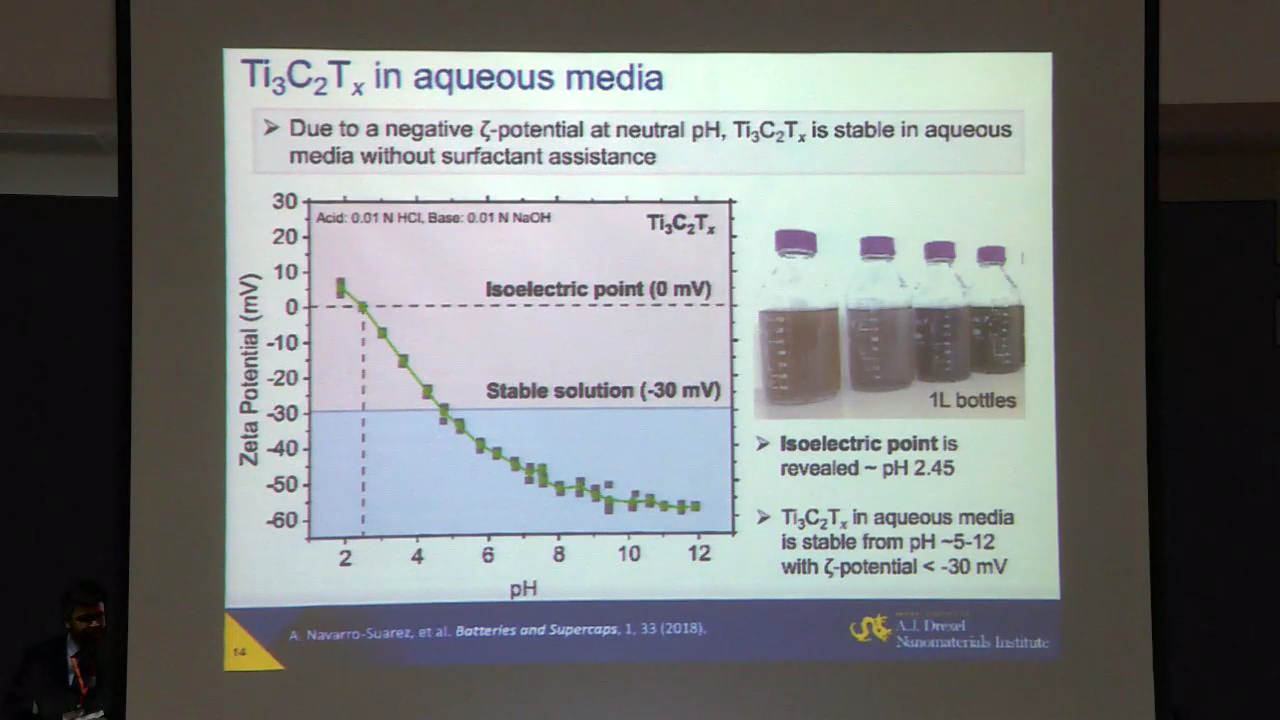 Ti₃C₂Tₓ in aqueous media
➢ Due to a negative ζ-potential at neutral pH, Ti₃C₂Tₓ is stable in aqueous
media without surfactant assistance
30
20
10
0
-10
-20
-30
-40
-50
-60
Zeta Potential (mV)
Acid: 0.01 N HCl, Base: 0.01 N NaOH
Ti₃C₂Tₓ
Isoelectric point (0 mV)
Stable solution (-30 mV)
2 4 6 8 10 12
pH
1L bottles
➢ Isoelectric point is
revealed ~ pH 2.45
➢ Ti₃C₂Tₓ in aqueous media
is stable from pH ~5-12
with ζ-potential < -30 mV
14
A. Navarro-Suarez, et al. Batteries and Supercaps, 1, 33 (2018).
A.J. Drexel
Nanomaterials Institute